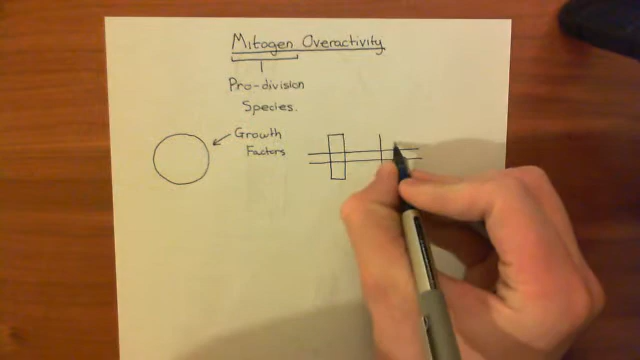 Mitogen Overactivity
Pro-division
Species.
Growth
Factors